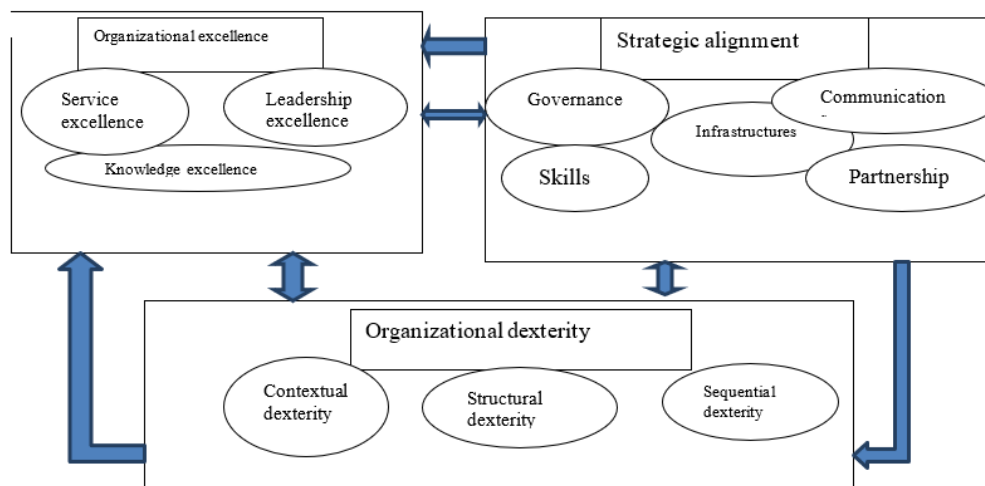 Organizational excellence
Service
excellence
Leadership
excellence
Knowledge excellence
Strategic alignment
Governance
Communication
Infrastructures
Skills
Partnership
Organizational dexterity
Contextual
dexterity
Structural
dexterity
Sequential
dexterity